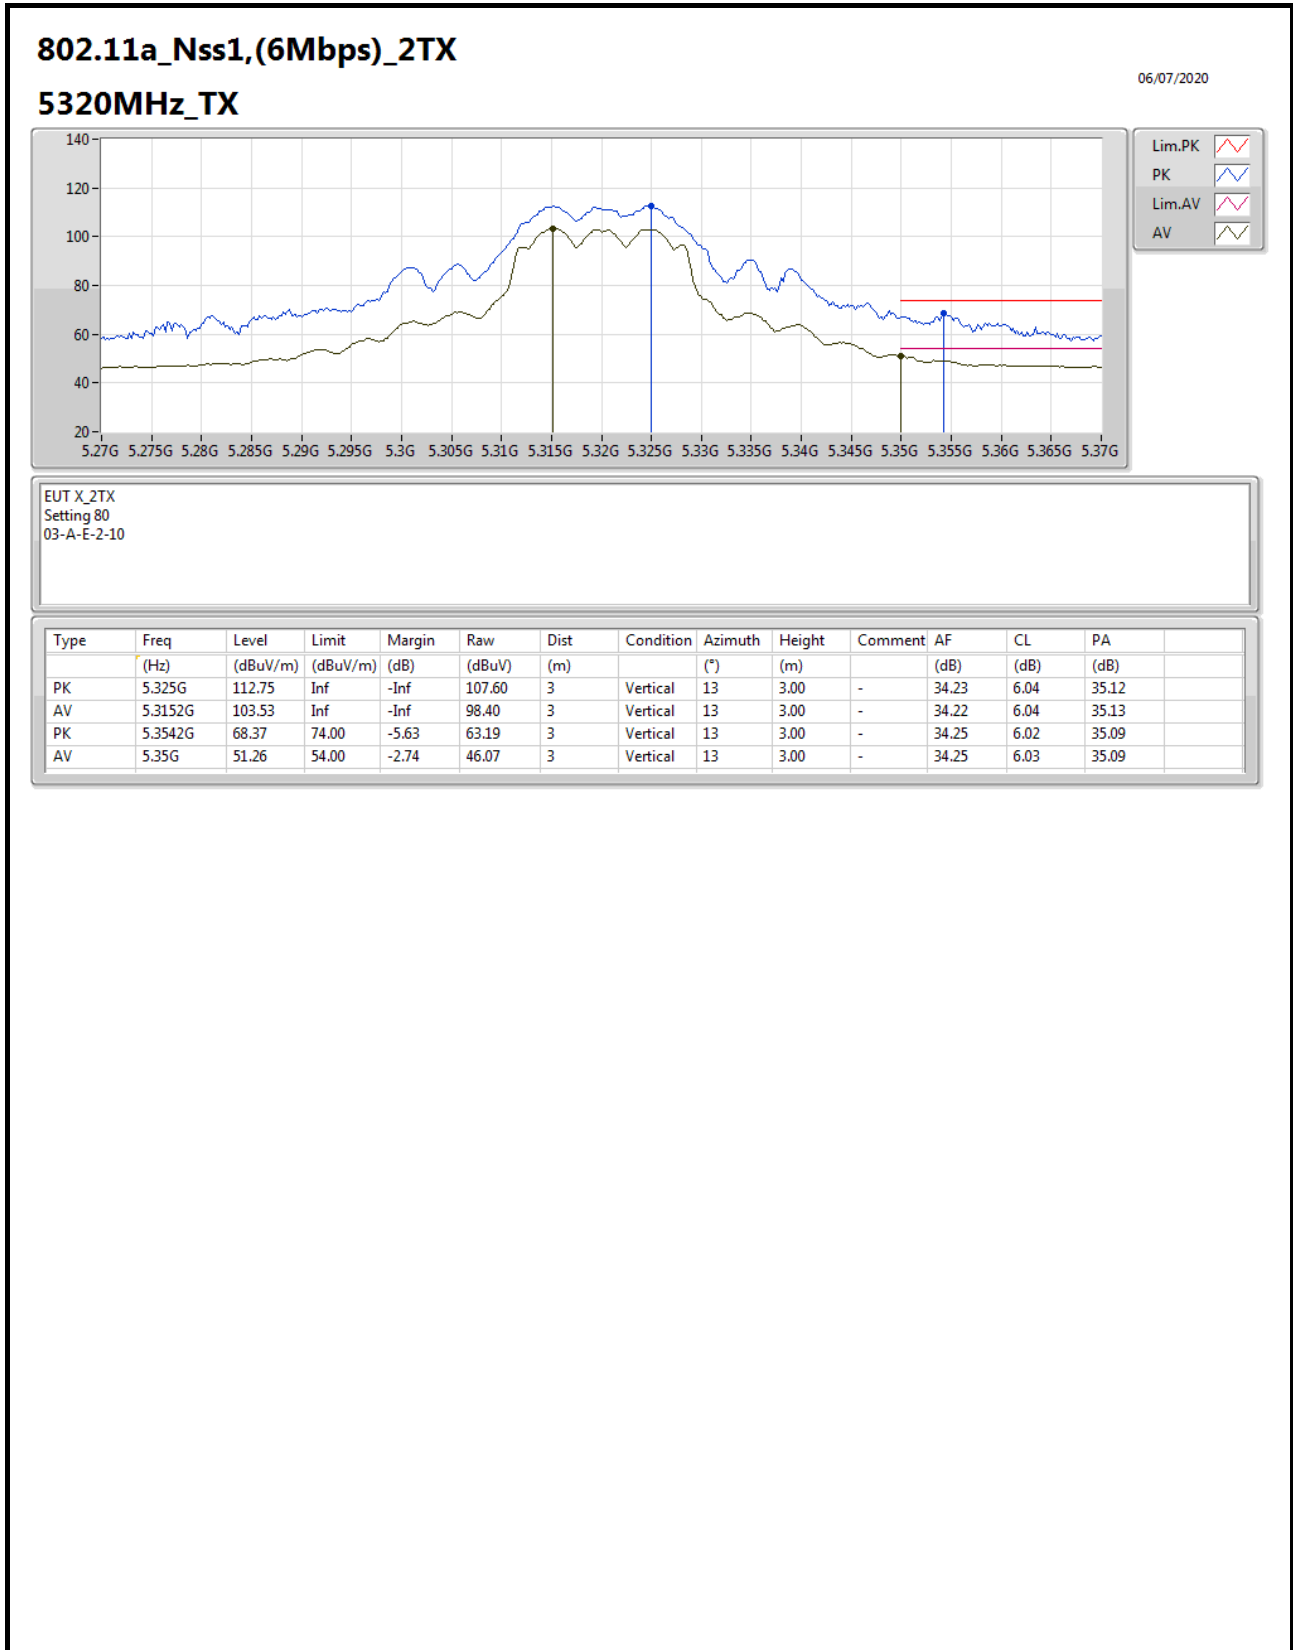 802.11a_Nss1,(6Mbps)_2TX
06/07/2020
5320MHz_TX
140
120
100
80
60
40
20
5.27G 5.275G 5.28G 5.285G 5.29G 5.295G 5.3G 5.305G 5.31G 5.315G 5.32G 5.325G 5.33G 5.335G 5.34G 5.345G 5.35G 5.355G 5.36G 5.365G 5.37G
Lim.PK
PK
Lim.AV
AV
EUT X_2TX
Setting 80
03-A-E-2-10
Type Freq Level Limit Margin Raw Dist Condition Azimuth Height Comment AF CL PA
(Hz) (dBuV/m) (dBuV/m) (dB) (dBuV) (m) (°) (m) (dB) (dB) (dB)
PK 5.325G 112.75 Inf -Inf 107.60 3 Vertical 13 3.00 - 34.23 6.04 35.12
AV 5.3152G 103.53 Inf -Inf 98.40 3 Vertical 13 3.00 - 34.22 6.04 35.13
PK 5.3542G 68.37 74.00 -5.63 63.19 3 Vertical 13 3.00 - 34.25 6.02 35.09
AV 5.35G 51.26 54.00 -2.74 46.07 3 Vertical 13 3.00 - 34.25 6.03 35.09